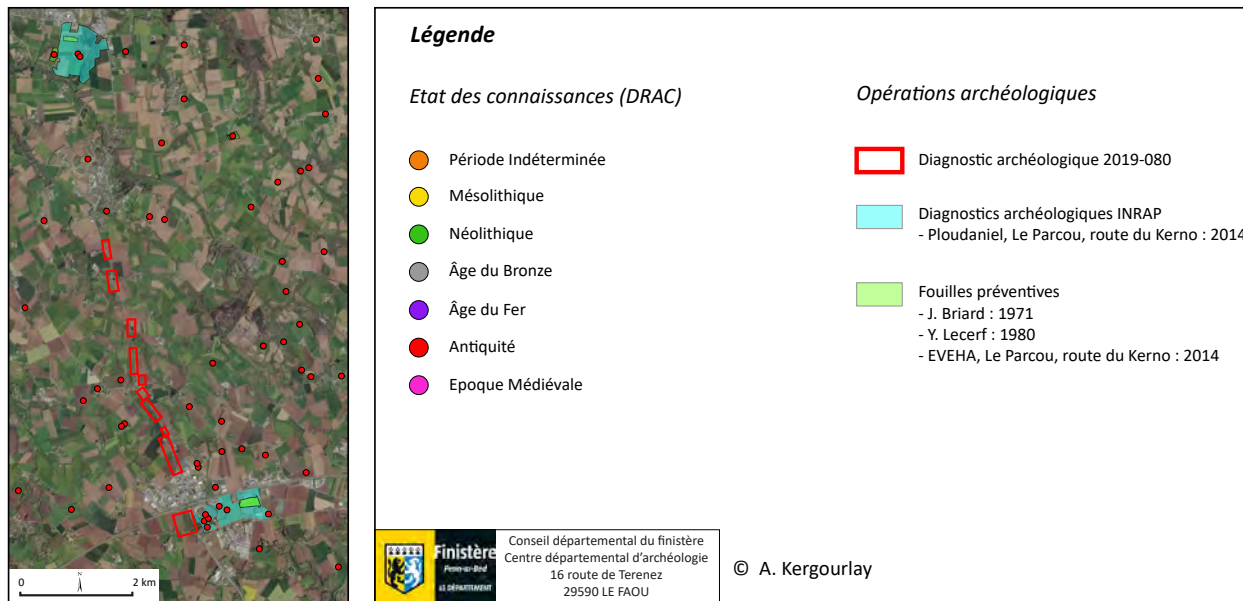 Légende
Etat des connaissances (DRAC)
Période Indéterminée
Mésolithique
Néolithique
Âge du Bronze
Âge du Fer
Antiquité
Epoque Médiévale
Opérations archéologiques
Diagnostic archéologique 2019-080
Diagnostics archéologiques INRAP
- Ploudaniel, Le Parcou, route du Kerno : 2014
Fouilles préventives
- J. Briard : 1971
- Y. Lecerf : 1980
- EVEHA, Le Parcou, route du Kerno : 2014
0 2 km
N
Finistère
Penn-ar-Bed
LE DÉPARTEMENT
Conseil départemental du finistère
Centre départemental d'archéologie
16 route de Terenez
29590 LE FAOU
© A. Kergourlay